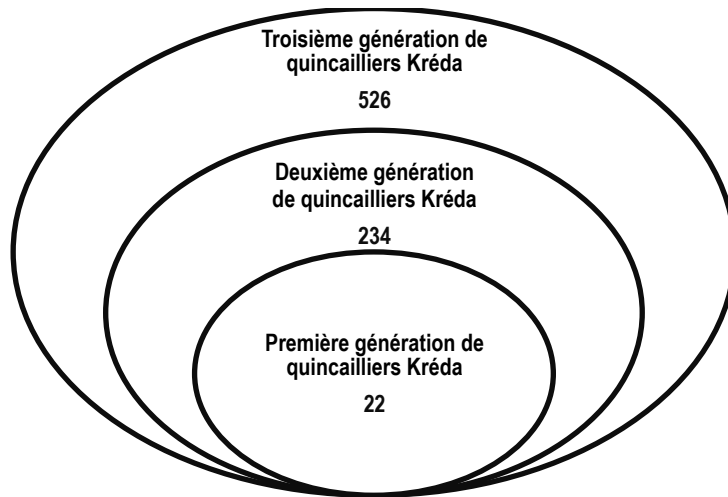 Troisième génération de
quincailliers Kréda
526
Deuxième génération
de quincailliers Kréda
234
Première génération de
quincailliers Kréda
22